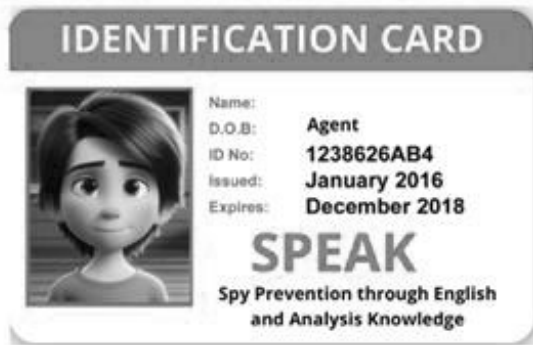 IDENTIFICATION CARD
Name:
D.O.B: Agent
ID No: 1238626AB4
Issued: January 2016
Expires: December 2018
SPEAK
Spy Prevention through English
and Analysis Knowledge